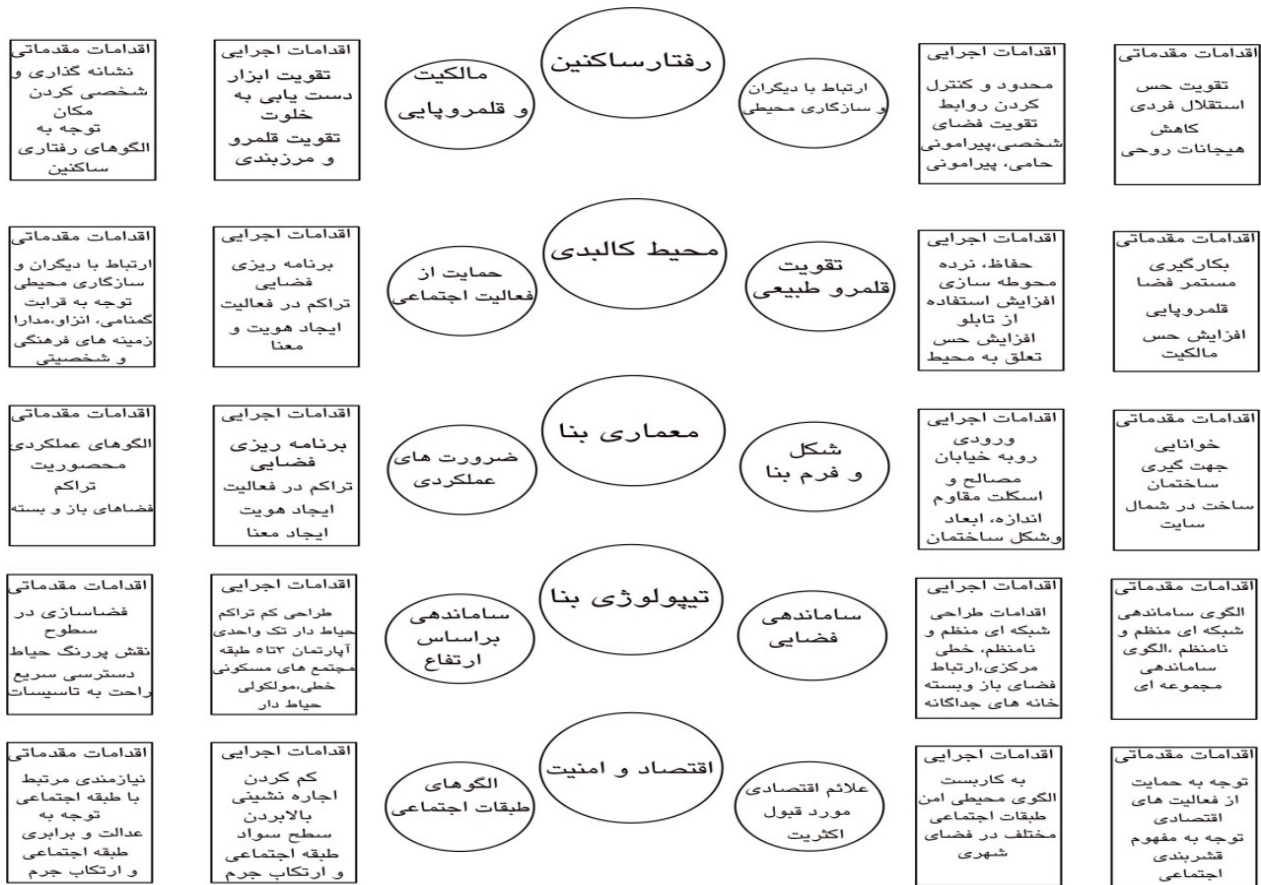 اقدامات مقدماتی
تقویت حس
استقلال فردی
کاهش
هیجانات روحی
اقدامات اجرایی
محدود و کنترل
کردن روابط
تقویت فضای
شخصی،پیرامونی
حامی، پیرامونی
ارتباط با دیگران
و سازگاری محیطی
رفتارساکنین
مالکیت
و قلمروپایی
اقدامات اجرایی
تقویت ابزار
دست یابی به
خلوت
تقویت قلمرو
و مرزبندی
اقدامات مقدماتی
نشانه گذاری و
شخصی کردن
مکان
توجه به
الگوهای رفتاری
ساکنین
اقدامات مقدماتی
بکارگیری
مستمر فضا
قلمروپایی
افزایش حس
مالکیت
اقدامات اجرایی
حفاظ، نرده
محوطه سازی
افزایش استفاده
از تابلو
افزایش حس
تعلق به محیط
تقویت
قلمرو طبیعی
محیط کالبدی
حمایت از
فعالیت اجتماعی
اقدامات اجرایی
برنامه ریزی
فضایی
تراکم در فعالیت
ایجاد هویت و
معنا
اقدامات مقدماتی
ارتباط با دیگران و
سازگاری محیطی
توجه به قرابت
گمنامی، انزاو،مدارا
زمینه های فرهنگی
و شخصیتی
اقدامات مقدماتی
خوانایی
جهت گیری
ساختمان
ساخت در شمال
سایت
اقدامات اجرایی
ورودی
روبه خیابان
مصالح و
اسکلت مقاوم
اندازه، ابعاد
وشکل ساختمان
شکل
و فرم بنا
معماری بنا
ضرورت های
عملکردی
اقدامات اجرایی
برنامه ریزی
فضایی
تراکم در فعالیت
ایجاد هویت
ایجاد معنا
اقدامات مقدماتی
الگوهای عملکردی
محصوریت
تراکم
فضاهای باز و بسته
اقدامات مقدماتی
الگوی ساماندهی
شبکه ای منظم و
نامنظم ،الگوی
ساماندهی
مجموعه ای
اقدامات اجرایی
اقدامات طراحی
شبکه ای منظم و
نامنظم، خطی
مرکزی،ارتباط
فضای باز وبسته
خانه های جداگانه
ساماندهی
فضایی
تیپولوژی بنا
ساماندهی
براساس
ارتفاع
اقدامات اجرایی
طراحی کم تراکم
حیاط دار تک واحدی
آپارتمان ۳تا۵ طبقه
مجتمع های مسکونی
خطی،مولکولی
حیاط دار
اقدامات مقدماتی
فضاسازی در
سطوح
نقش پررنگ حیاط
دسترسی سریع
راحت به تاسیسات
اقدامات مقدماتی
توجه به حمایت
از فعالیت های
اقتصادی
توجه به مفهوم
قشربندی
اجتماعی
اقدامات اجرایی
به کاربست
الگوی محیطی امن
طبقات اجتماعی
مختلف در فضای
شهری
علائم اقتصادی
مورد قبول
اکثریت
اقتصاد و امنیت
الگوهای
طبقات اجتماعی
اقدامات اجرایی
کم کردن
اجاره نشینی
بالابردن
سطح سواد
طبقه اجتماعی
و ارتکاب جرم
اقدامات مقدماتی
نیازمندی مرتبط
با طبقه اجتماعی
توجه به
عدالت و برابری
طبقه اجتماعی
و ارتکاب جرم